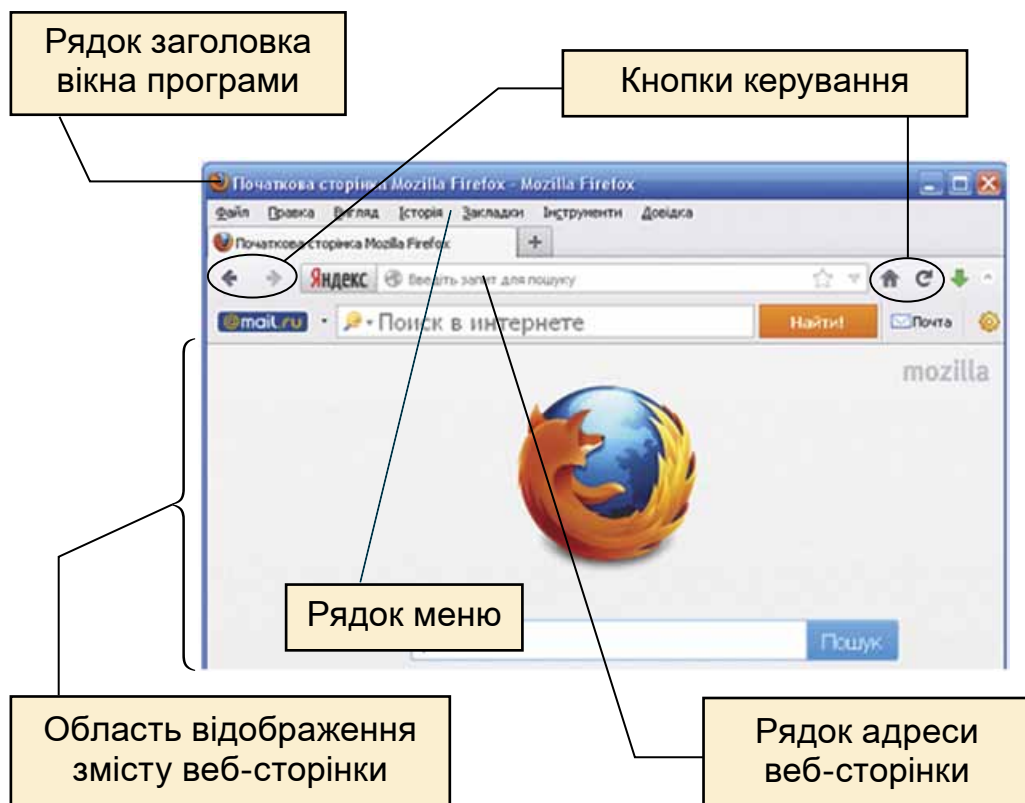 Рядок заголовка
вікна програми
Кнопки керування
Початкова сторінка Mozilla Firefox - Mozilla Firefox
Файл Правка Вигляд Історія Закладки Інструменти Довідка
Початкова сторінка Mozilla Firefox +
Яндекс Введіть запит для пошуку
@mail.ru Поиск в интернете Найти! Почта
mozilla
Рядок меню
Пошук
Область відображення
змісту веб-сторінки
Рядок адреси
веб-сторінки